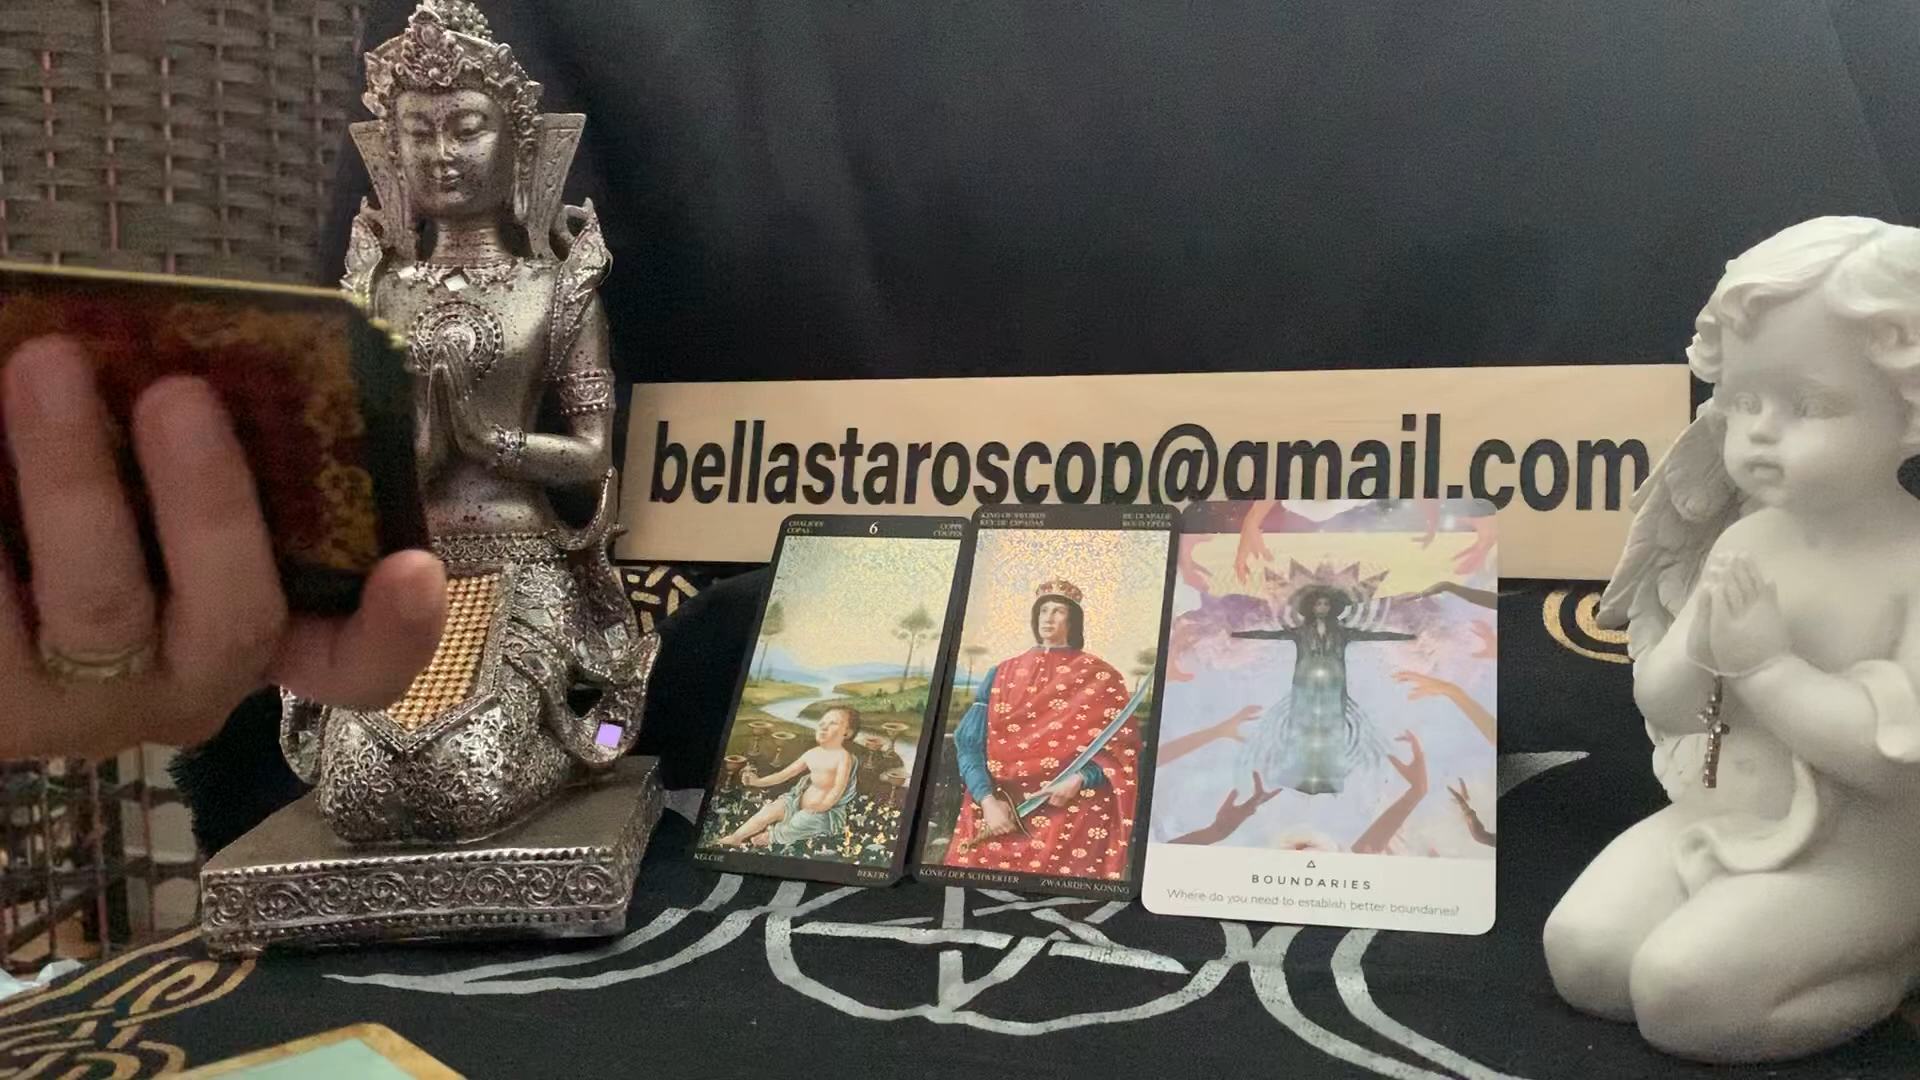 bellastaroscop@gmail.com
CHALICES
COPAS
6
COPPE
COUPES
KELCHE
BEKERS
KING OF SWORDS
REY DE ESPADAS
RE DI SPADE
ROI D'EPÉES
KÖNIG DER SCHWERTER
ZWAARDEN KONING
BOUNDARIES
Where do you need to establish better boundaries?